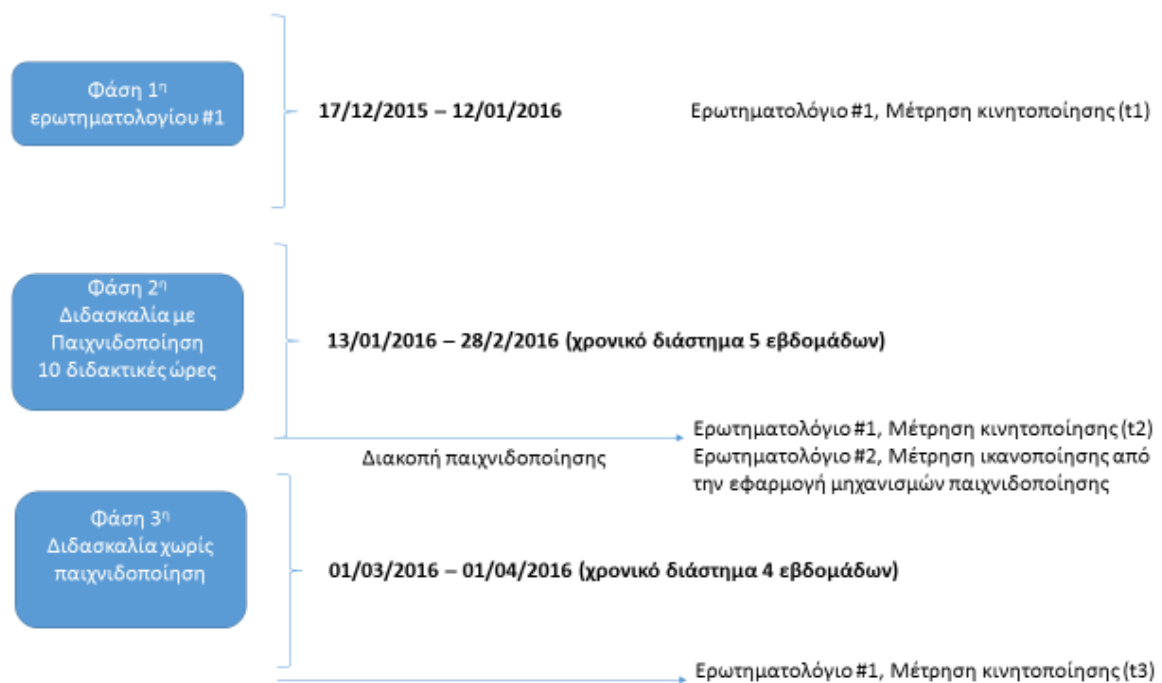 Φάση 1η
ερωτηματολογίου #1
17/12/2015 – 12/01/2016
Ερωτηματολόγιο #1, Μέτρηση κινητοποίησης (t1)
Φάση 2η
Διδασκαλία με
Παιχνιδοποίηση
10 διδακτικές ώρες
13/01/2016 – 28/2/2016 (χρονικό διάστημα 5 εβδομάδων)
Διακοπή παιχνιδοποίησης
Ερωτηματολόγιο #1, Μέτρηση κινητοποίησης (t2)
Ερωτηματολόγιο #2, Μέτρηση ικανοποίησης από
την εφαρμογή μηχανισμών παιχνιδοποίησης
Φάση 3η
Διδασκαλία χωρίς
παιχνιδοποίηση
01/03/2016 – 01/04/2016 (χρονικό διάστημα 4 εβδομάδων)
Ερωτηματολόγιο #1, Μέτρηση κινητοποίησης (t3)